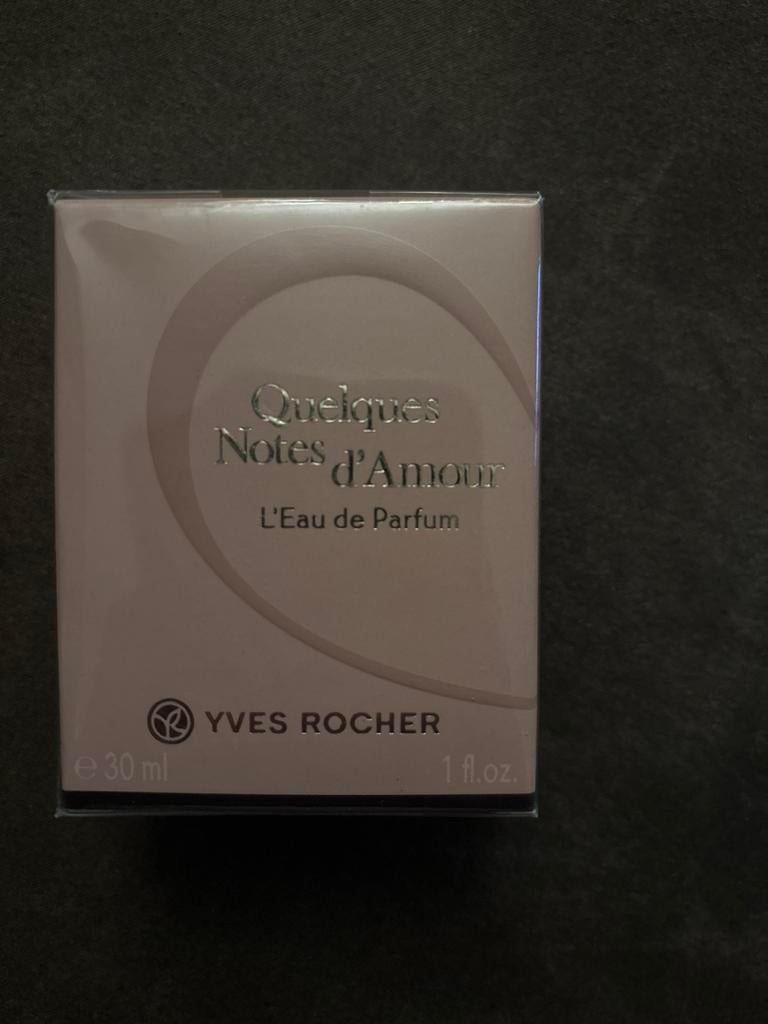 Quelques
Notes d'Amour
L'Eau de Parfum
YVES ROCHER
℮ 30 ml 1 fl.oz.